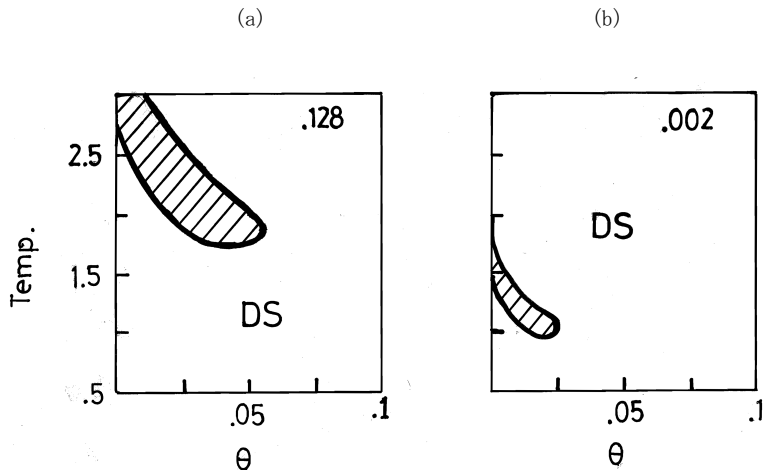 (a)
(b)
.128
.002
2.5
1.5
.5
Temp.
DS
DS
.05
.1
.05
.1
θ
θ